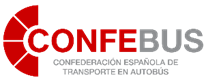 CONFEBUS
CONFEDERACIÓN ESPAÑOLA DE
TRANSPORTE EN AUTOBÚS